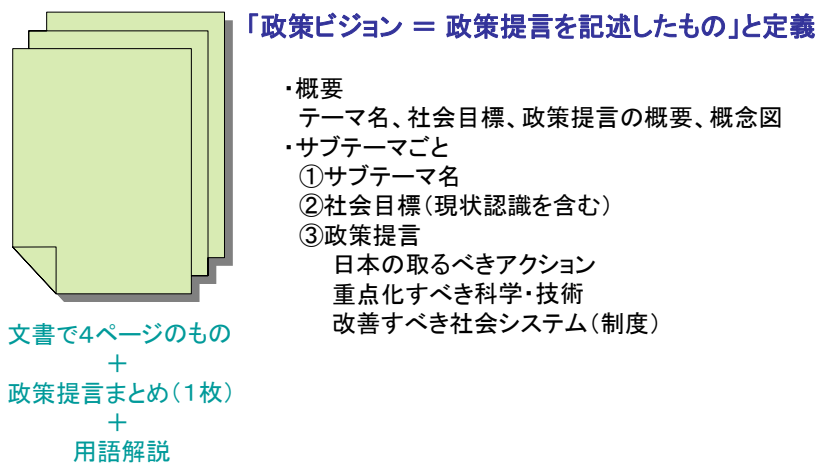 「政策ビジョン ＝ 政策提言を記述したもの」と定義
・概要
テーマ名、社会目標、政策提言の概要、概念図
・サブテーマごと
①サブテーマ名
②社会目標（現状認識を含む）
③政策提言
日本の取るべきアクション
重点化すべき科学・技術
改善すべき社会システム（制度）
文書で４ページのもの
＋
政策提言まとめ（１枚）
＋
用語解説